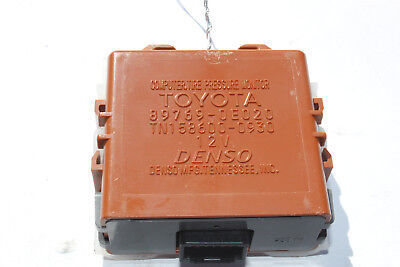 COMPUTER,TIRE PRESSURE MONITOR
TOYOTA
89769-0E020
TN158600-0930
12V
DENSO
DENSO MFG.TENNESSEE,INC.